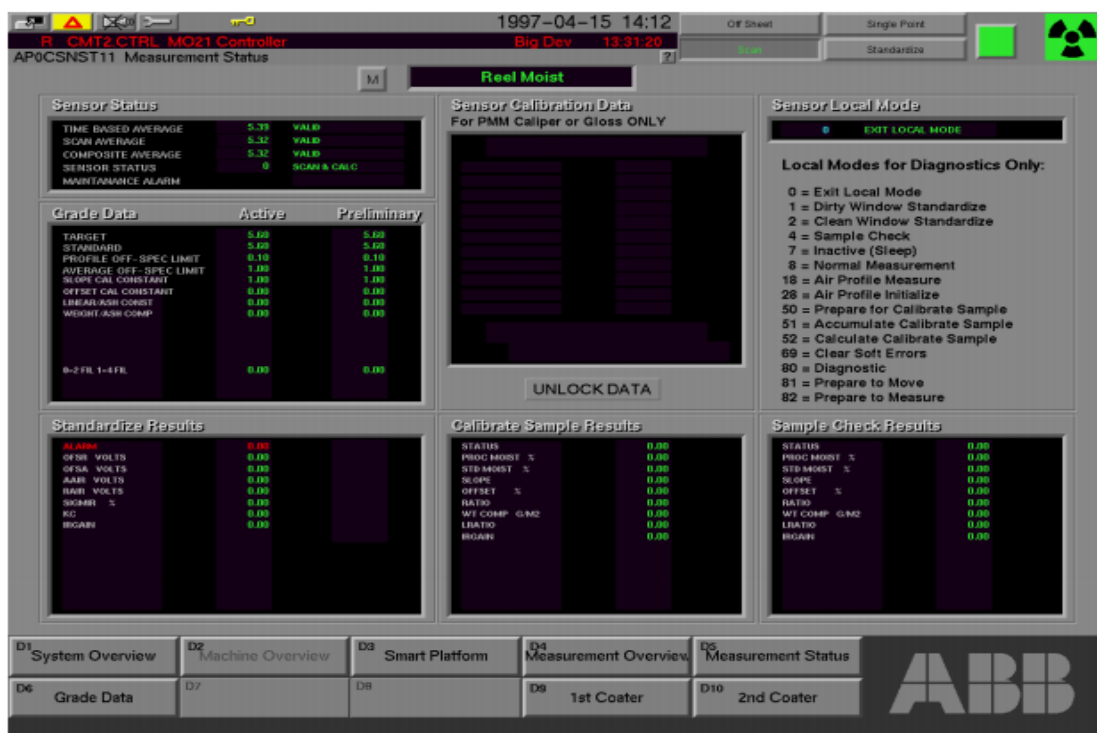 1997-04-15 14:12
Off Sheet
Single Point
R CMT2.CTRL MO21 Controller Big Dev 13:31:20
Scan
Standardize
AP0CSNST11 Measurement Status ?
M
Reel Moist
Sensor Status
TIME BASED AVERAGE 5.39 VALID
SCAN AVERAGE 5.32 VALID
COMPOSITE AVERAGE 5.32 VALID
SENSOR STATUS 0 SCAN & CALC
MAINTANANCE ALARM
Grade Data Active Preliminary
TARGET 5.60 5.60
STANDARD 5.60 5.60
PROFILE OFF-SPEC LIMIT 0.10 0.10
AVERAGE OFF-SPEC LIMIT 1.00 1.00
SLOPE CAL CONSTANT 1.00 1.00
OFFSET CAL CONSTANT 0.00 0.00
LINEAR/ASH CONST 0.00 0.00
WEIGHT/ASH COMP 0.00 0.00
0-2 FIL 1-4 FIL 0.00 0.00
Sensor Calibration Data
For PMM Caliper or Gloss ONLY
UNLOCK DATA
Sensor Local Mode
0 EXIT LOCAL MODE
Local Modes for Diagnostics Only:
0 = Exit Local Mode
1 = Dirty Window Standardize
2 = Clean Window Standardize
4 = Sample Check
7 = Inactive (Sleep)
8 = Normal Measurement
18 = Air Profile Measure
28 = Air Profile Initialize
50 = Prepare for Calibrate Sample
51 = Accumulate Calibrate Sample
52 = Calculate Calibrate Sample
69 = Clear Soft Errors
80 = Diagnostic
81 = Prepare to Move
82 = Prepare to Measure
Standardize Results
ALARM 0.00
OFSR VOLTS 0.00
OFSA VOLTS 0.00
AAIR VOLTS 0.00
RAIR VOLTS 0.00
SIGMIR % 0.00
KC 0.00
IRGAIN 0.00
Calibrate Sample Results
STATUS 0.00
PROC MOIST % 0.00
STD MOIST % 0.00
SLOPE 0.00
OFFSET % 0.00
RATIO 0.00
WT COMP G/M2 0.00
LRATIO 0.00
IRGAIN 0.00
Sample Check Results
STATUS 0.00
PROC MOIST % 0.00
STD MOIST % 0.00
SLOPE 0.00
OFFSET % 0.00
RATIO 0.00
WT COMP G/M2 0.00
LRATIO 0.00
IRGAIN 0.00
D1 System Overview
D2 Machine Overview
D3 Smart Platform
D4 Measurement Overview
D5 Measurement Status
D6 Grade Data
D7
D8
D9 1st Coater
D10 2nd Coater
ABB